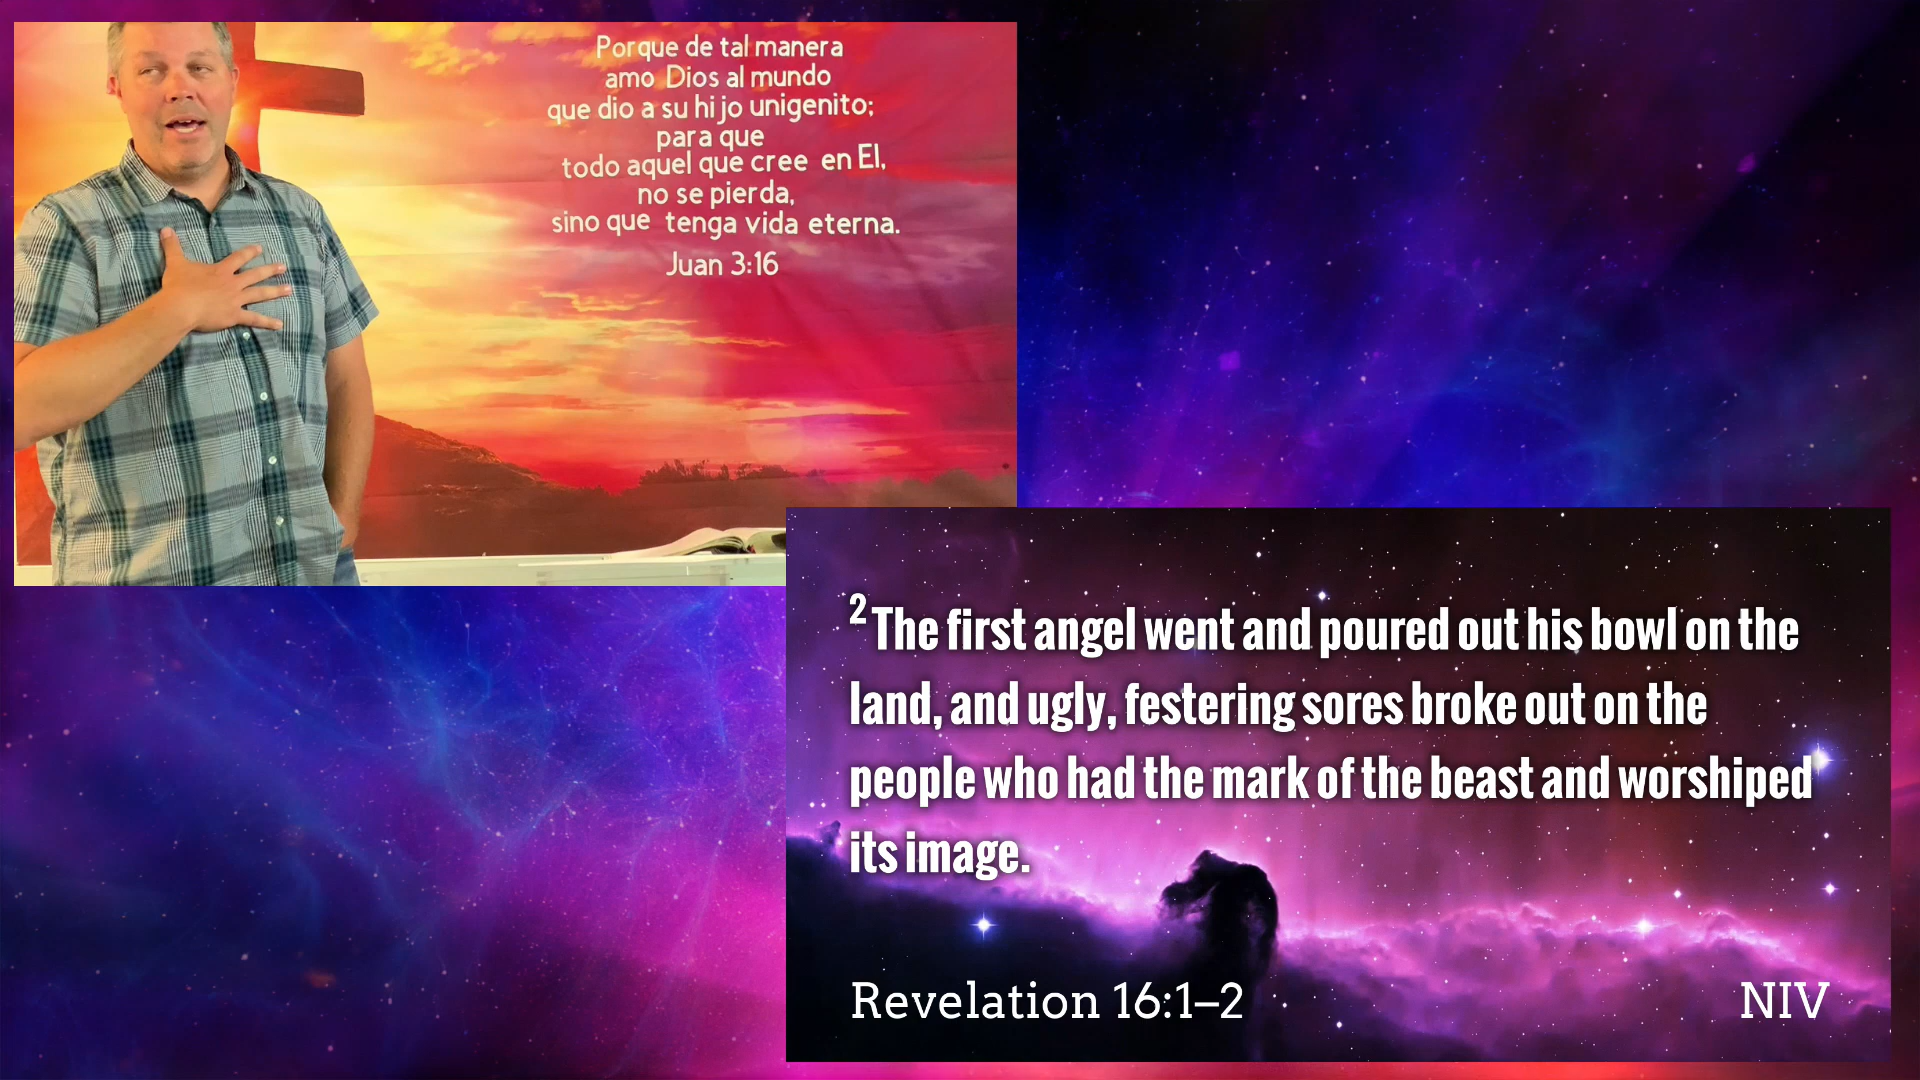 Porque de tal manera
amo Dios al mundo
que dio a su hijo unigenito;
para que
todo aquel que cree en El,
no se pierda,
sino que tenga vida eterna.
Juan 3:16
2 The first angel went and poured out his bowl on the
land, and ugly, festering sores broke out on the
people who had the mark of the beast and worshiped
its image.
Revelation 16:1–2
NIV